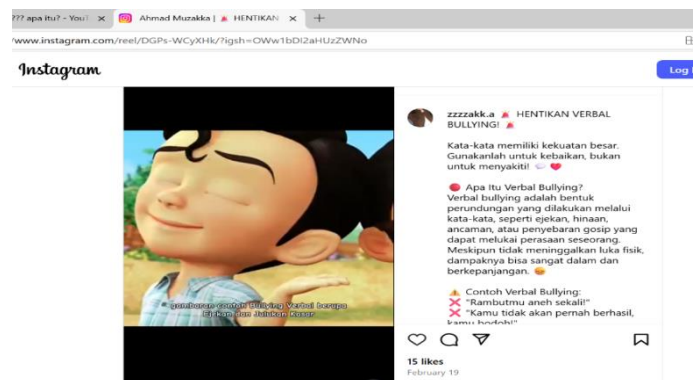 ??? apa itu? - YouT
Ahmad Muzakka | 🚨 HENTIKAN
/www.instagram.com/reel/DGPs-WCyXHk/?igsh=OWw1bDI2aHUzZWNo
Instagram
Log
zzzzakk.a 🚨 HENTIKAN VERBAL
BULLYING! 🚨
Kata-kata memiliki kekuatan besar.
Gunakanlah untuk kebaikan, bukan
untuk menyakiti! 💬 ❤️
🔴 Apa Itu Verbal Bullying?
Verbal bullying adalah bentuk
perundungan yang dilakukan melalui
kata-kata, seperti ejekan, hinaan,
ancaman, atau penyebaran gosip yang
dapat melukai perasaan seseorang.
Meskipun tidak meninggalkan luka fisik,
dampaknya bisa sangat dalam dan
berkepanjangan. 😞
⚠️ Contoh Verbal Bullying:
❌ "Rambutmu aneh sekali!"
❌ "Kamu tidak akan pernah berhasil,
kamu bodoh!"
gambaran contoh Bullying Verbal berupa
Ejekan dan Julukan Kasar
15 likes
February 19